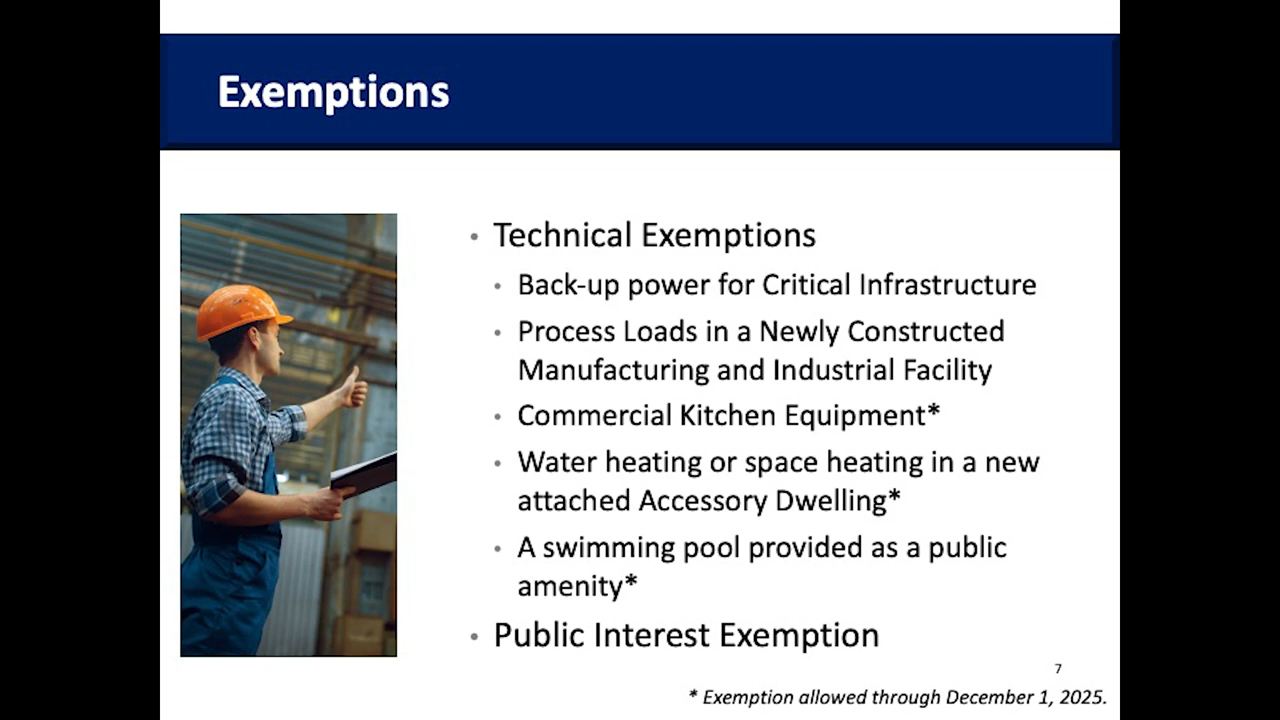 Exemptions
• Technical Exemptions
• Back-up power for Critical Infrastructure
• Process Loads in a Newly Constructed
Manufacturing and Industrial Facility
• Commercial Kitchen Equipment*
• Water heating or space heating in a new
attached Accessory Dwelling*
• A swimming pool provided as a public
amenity*
• Public Interest Exemption
7
* Exemption allowed through December 1, 2025.